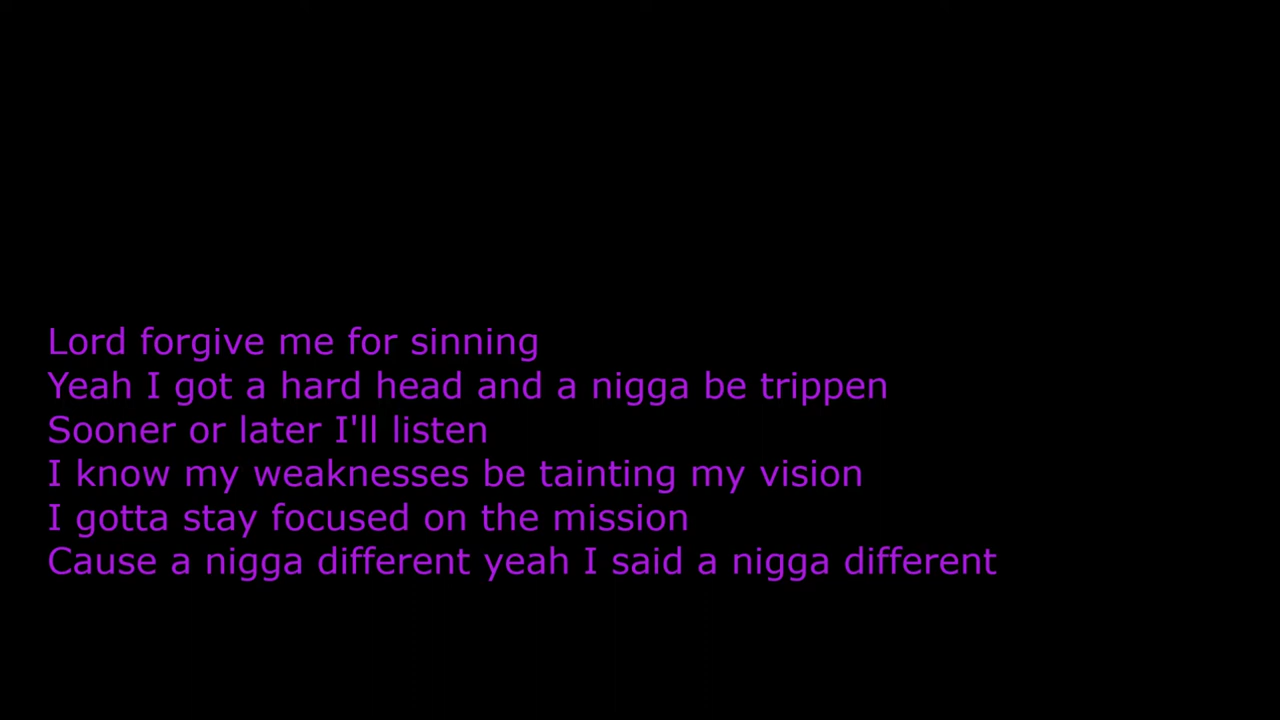 Lord forgive me for sinning
Yeah I got a hard head and a nigga be trippen
Sooner or later I'll listen
I know my weaknesses be tainting my vision
I gotta stay focused on the mission
Cause a nigga different yeah I said a nigga different